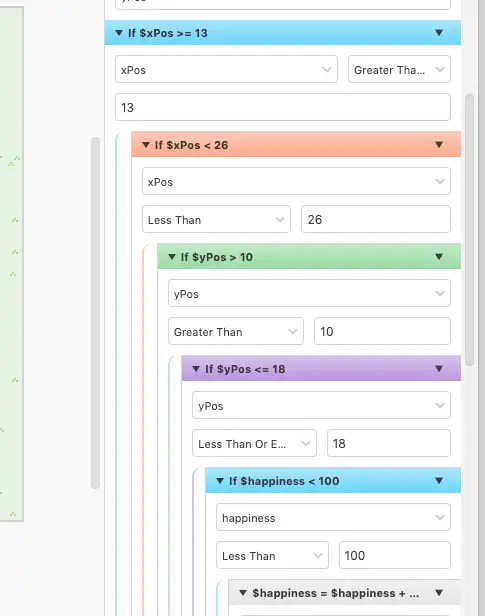 If $xPos >= 13
xPos Greater Tha...
13
If $xPos < 26
xPos
Less Than 26
If $yPos > 10
yPos
Greater Than 10
If $yPos <= 18
yPos
Less Than Or E... 18
If $happiness < 100
happiness
Less Than 100
$happiness = $happiness + ...